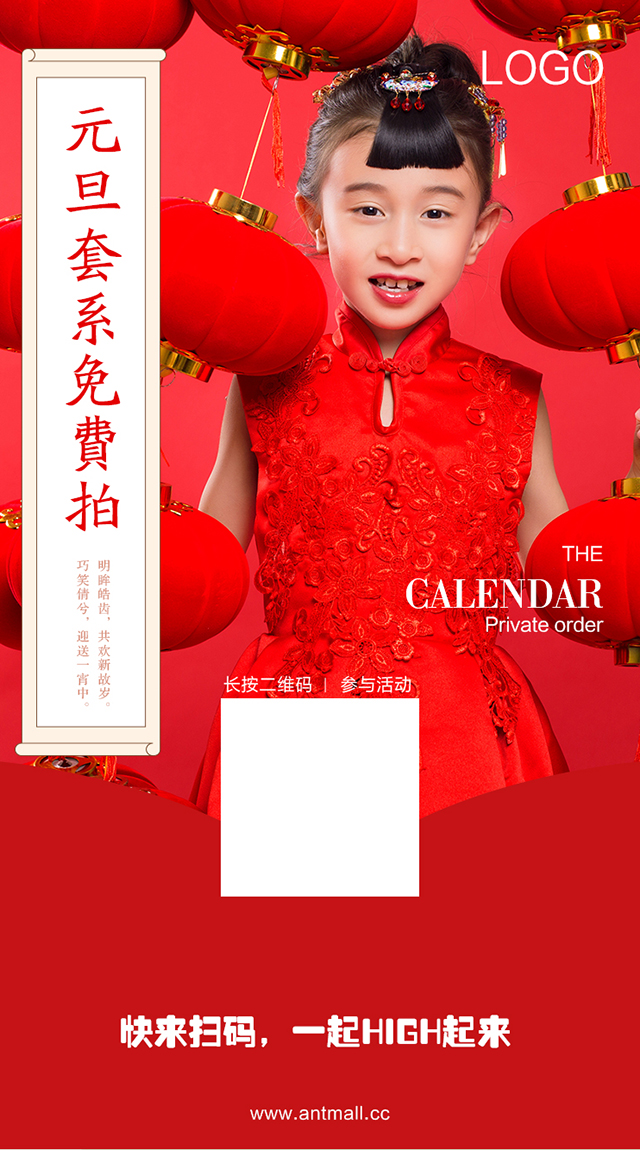 LOGO
元旦套系免費拍
明眸皓齿，共欢新故岁。
巧笑倩兮，迎送一宵中。
THE
CALENDAR
Private order
长按二维码 | 参与活动
快来扫码，一起HIGH起来
www.antmall.cc